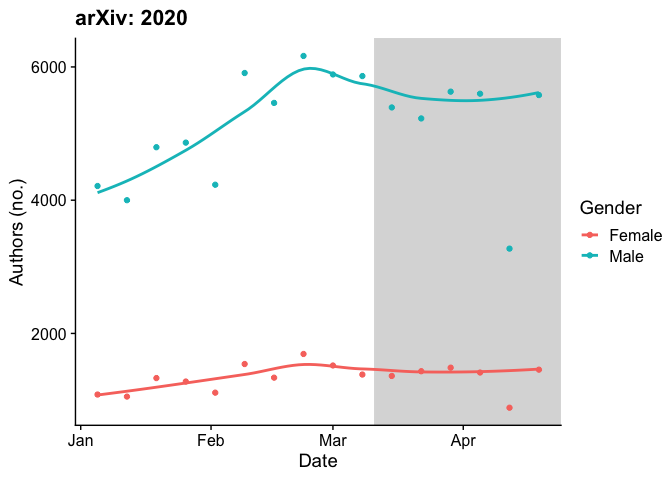 arXiv: 2020
Authors (no.)
6000
4000
2000
Jan Feb Mar Apr
Date
Gender
Female
Male